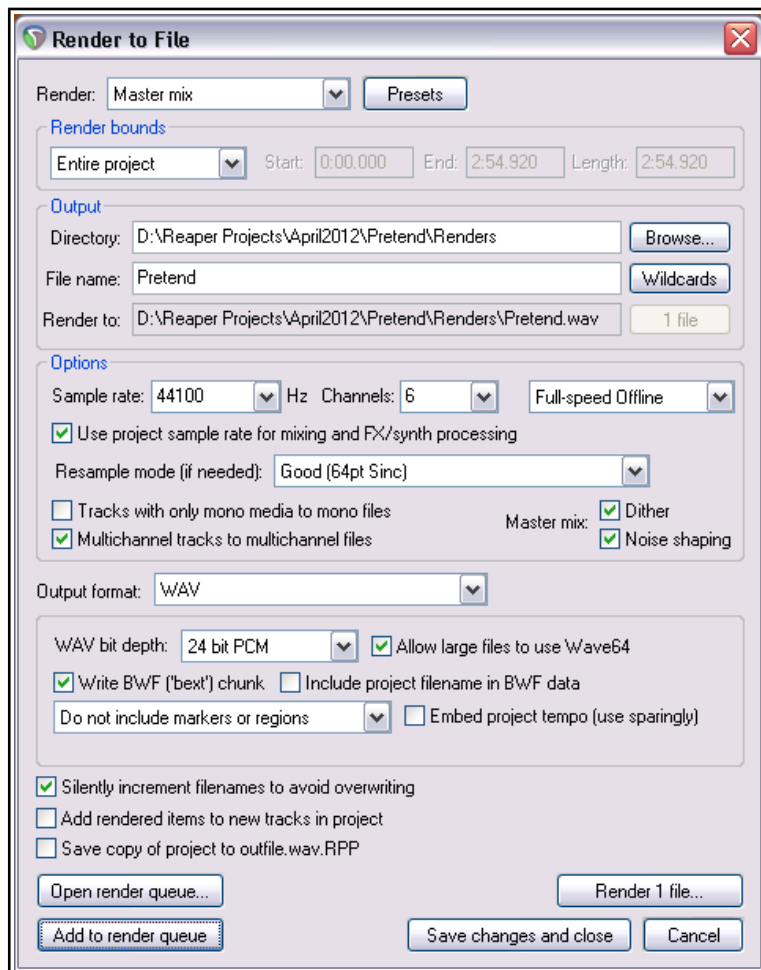 Render to File
Render: Master mix Presets
Render bounds
Entire project Start: 0:00.000 End: 2:54.920 Length: 2:54.920
Output
Directory: D:\Reaper Projects\April2012\Pretend\Renders Browse...
File name: Pretend Wildcards
Render to: D:\Reaper Projects\April2012\Pretend\Renders\Pretend.wav 1 file
Options
Sample rate: 44100 Hz Channels: 6 Full-speed Offline
Use project sample rate for mixing and FX/synth processing
Resample mode (if needed): Good (64pt Sinc)
Tracks with only mono media to mono files
Multichannel tracks to multichannel files
Master mix: Dither
Noise shaping
Output format: WAV
WAV bit depth: 24 bit PCM Allow large files to use Wave64
Write BWF ('bext') chunk Include project filename in BWF data
Do not include markers or regions Embed project tempo (use sparingly)
Silently increment filenames to avoid overwriting
Add rendered items to new tracks in project
Save copy of project to outfile.wav.RPP
Open render queue... Render 1 file...
Add to render queue Save changes and close Cancel